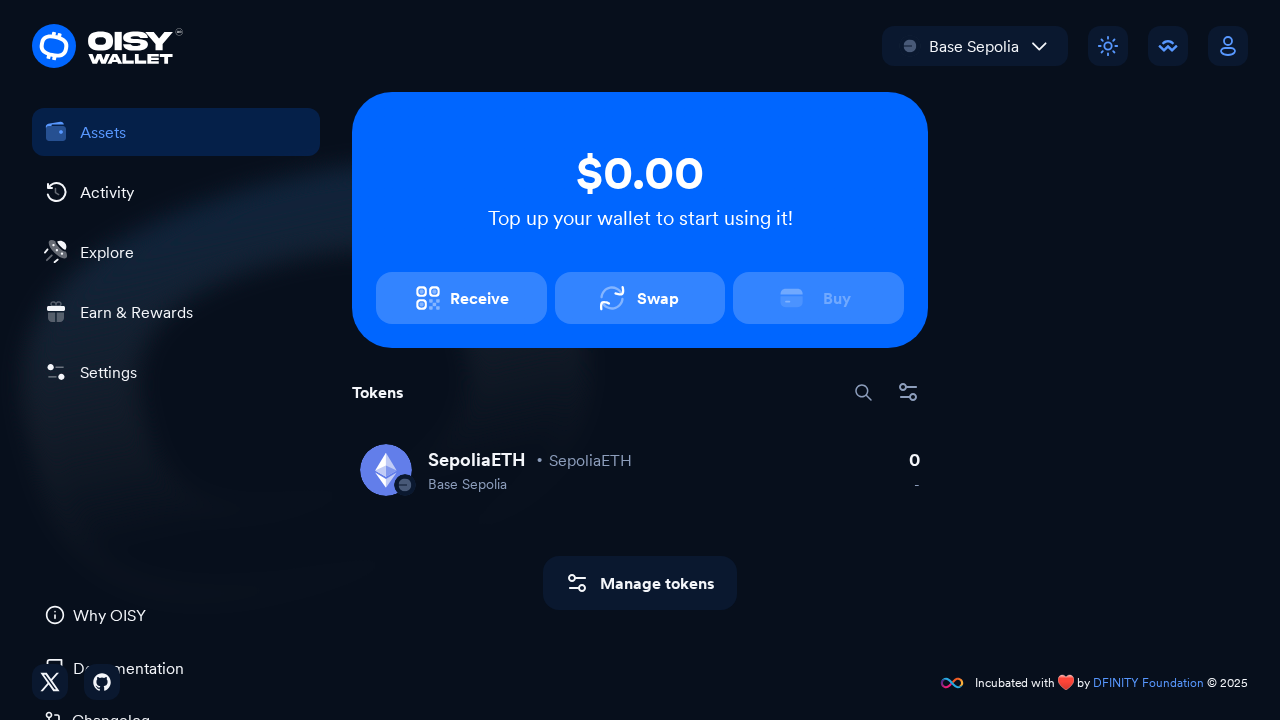 OISY
WALLET
Base Sepolia
Assets
Activity
Explore
Earn & Rewards
Settings
$0.00
Top up your wallet to start using it!
Receive
Swap
Buy
Tokens
SepoliaETH • SepoliaETH
0
Base Sepolia
-
Manage tokens
Why OISY
Documentation
Changelog
Incubated with ❤️ by DFINITY Foundation © 2025